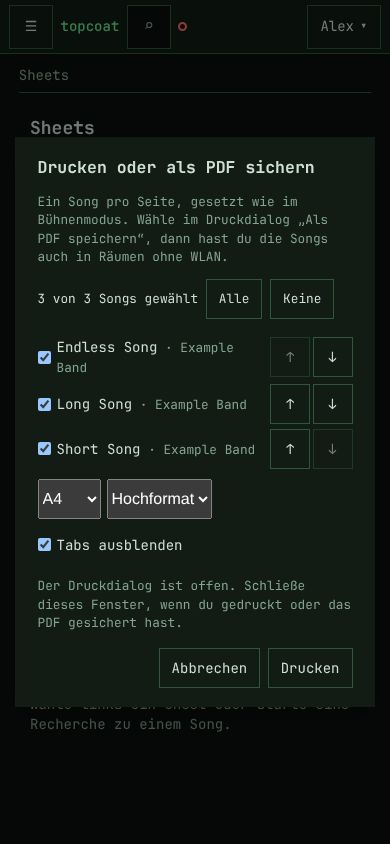 ☰ topcoat ⌕ Alex ▾
Sheets
Sheets
Drucken oder als PDF sichern
Ein Song pro Seite, gesetzt wie im
Bühnenmodus. Wähle im Druckdialog „Als
PDF speichern“, dann hast du die Songs
auch in Räumen ohne WLAN.
3 von 3 Songs gewählt Alle Keine
Endless Song · Example
Band ↑ ↓
Long Song · Example Band ↑ ↓
Short Song · Example Band ↑ ↓
A4 Hochformat
Tabs ausblenden
Der Druckdialog ist offen. Schließe
dieses Fenster, wenn du gedruckt oder das
PDF gesichert hast.
Abbrechen Drucken
Recherche zu einem Song.